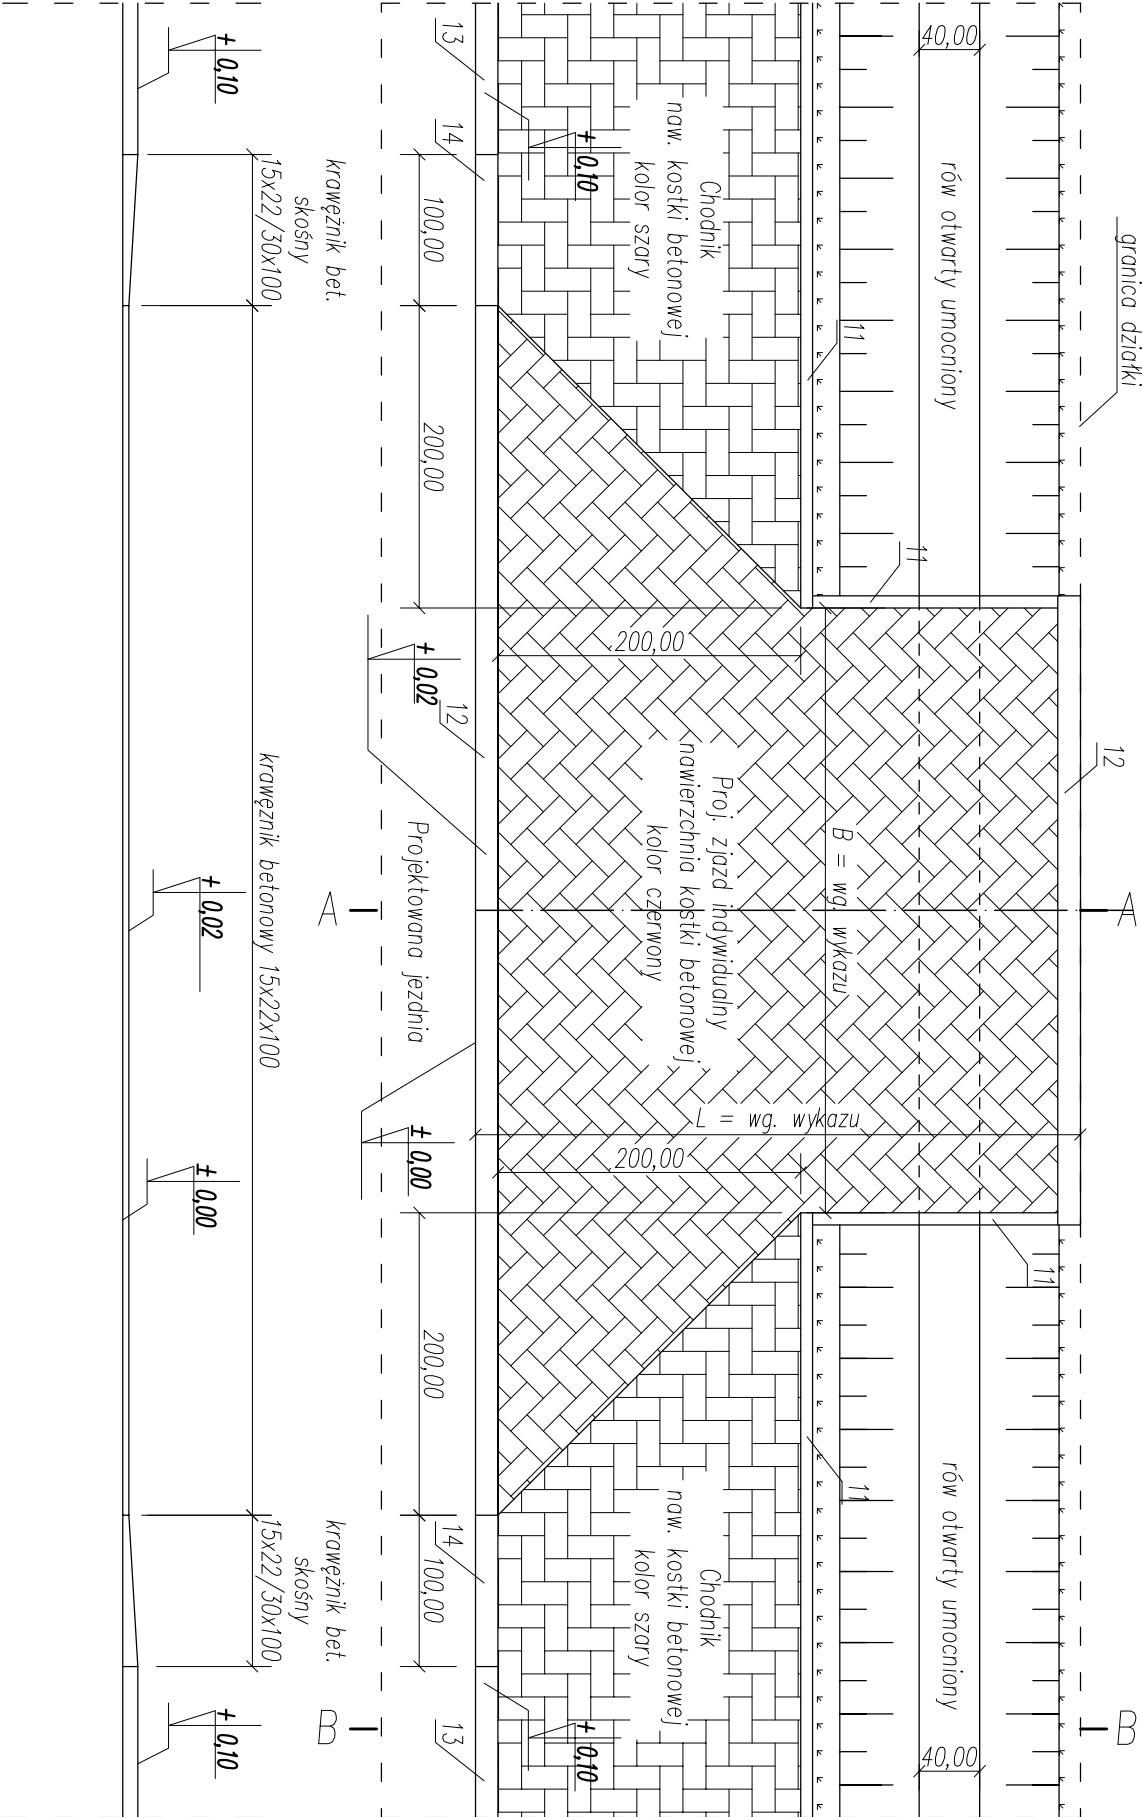 granica działki
40,00
rów otwarty umocniony
rów otwarty umocniony
40,00
A
B
12
11
11
11
11
Chodnik
naw. kostki betonowej
kolor szary
+ 0,10
B = wg. wykazu
L = wg. wykazu
200,00
200,00
Proj. zjazd indywidualny
nawierzchnia kostki betonowej
kolor czerwony
Chodnik
naw. kostki betonowej
kolor szary
+ 0,10
13
14
12
14
13
100,00
200,00
200,00
100,00
+ 0,02
Projektowana jezdnia
± 0,00
A
B
krawężnik bet.
skośny
15x22/30x100
krawęznik betonowy 15x22x100
krawężnik bet.
skośny
15x22/30x100
+ 0,10
+ 0,02
± 0,00
+ 0,10